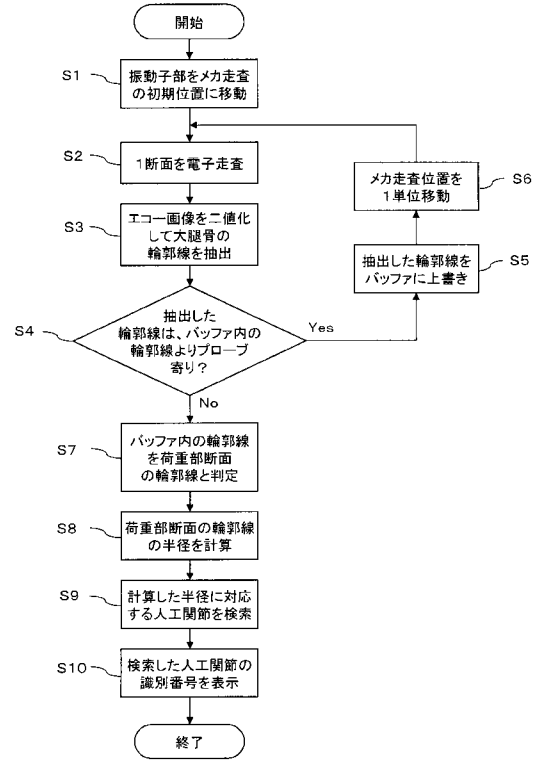 開始
S1
振動子部をメカ走査
の初期位置に移動
S2
1断面を電子走査
S3
エコー画像を二値化
して大腿骨の
輪郭線を抽出
S4
抽出した
輪郭線は、バッファ内の
輪郭線よりプローブ
寄り?
Yes
S5
抽出した輪郭線を
バッファに上書き
S6
メカ走査位置を
1単位移動
No
S7
バッファ内の輪郭線
を荷重部断面
の輪郭線と判定
S8
荷重部断面の輪郭線
の半径を計算
S9
計算した半径に対応
する人工関節を検索
S10
検索した人工関節の
識別番号を表示
終了